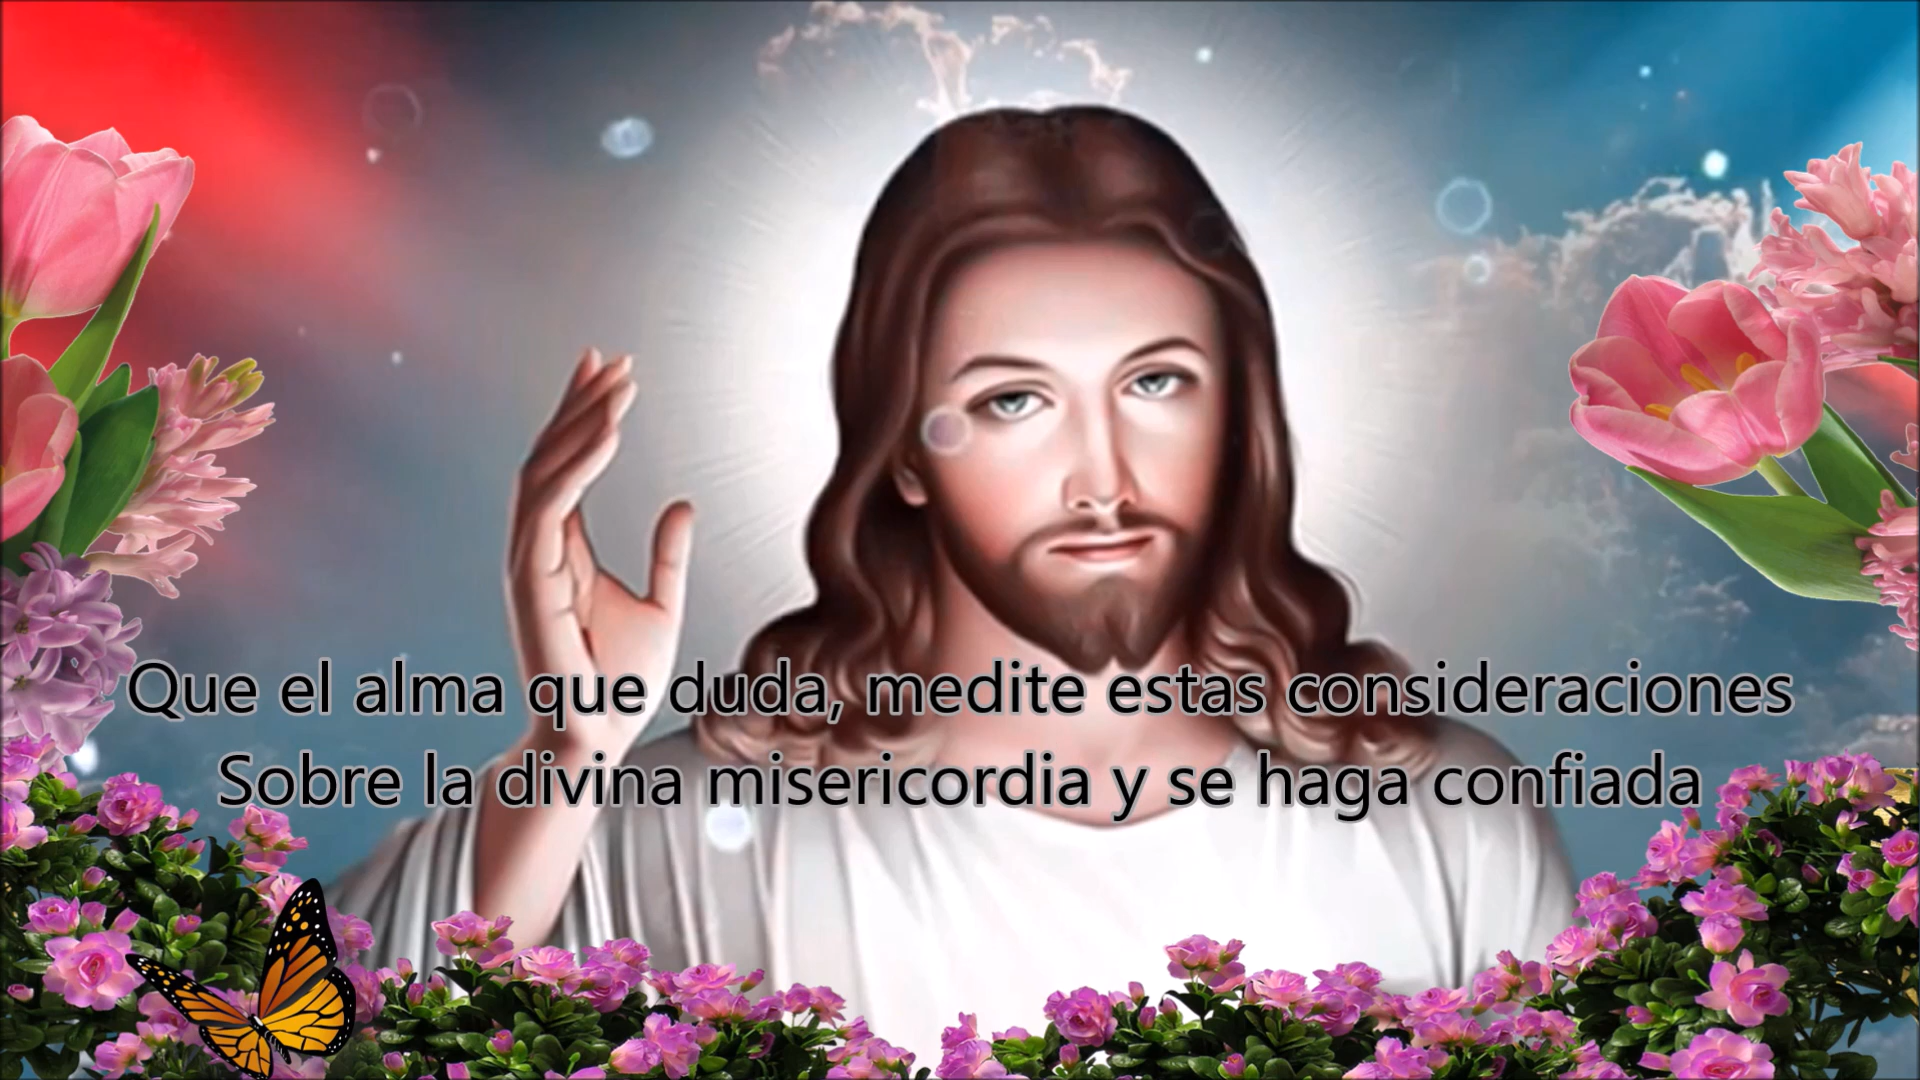 Que el alma que duda, medite estas consideraciones
Sobre la divina misericordia y se haga confiada